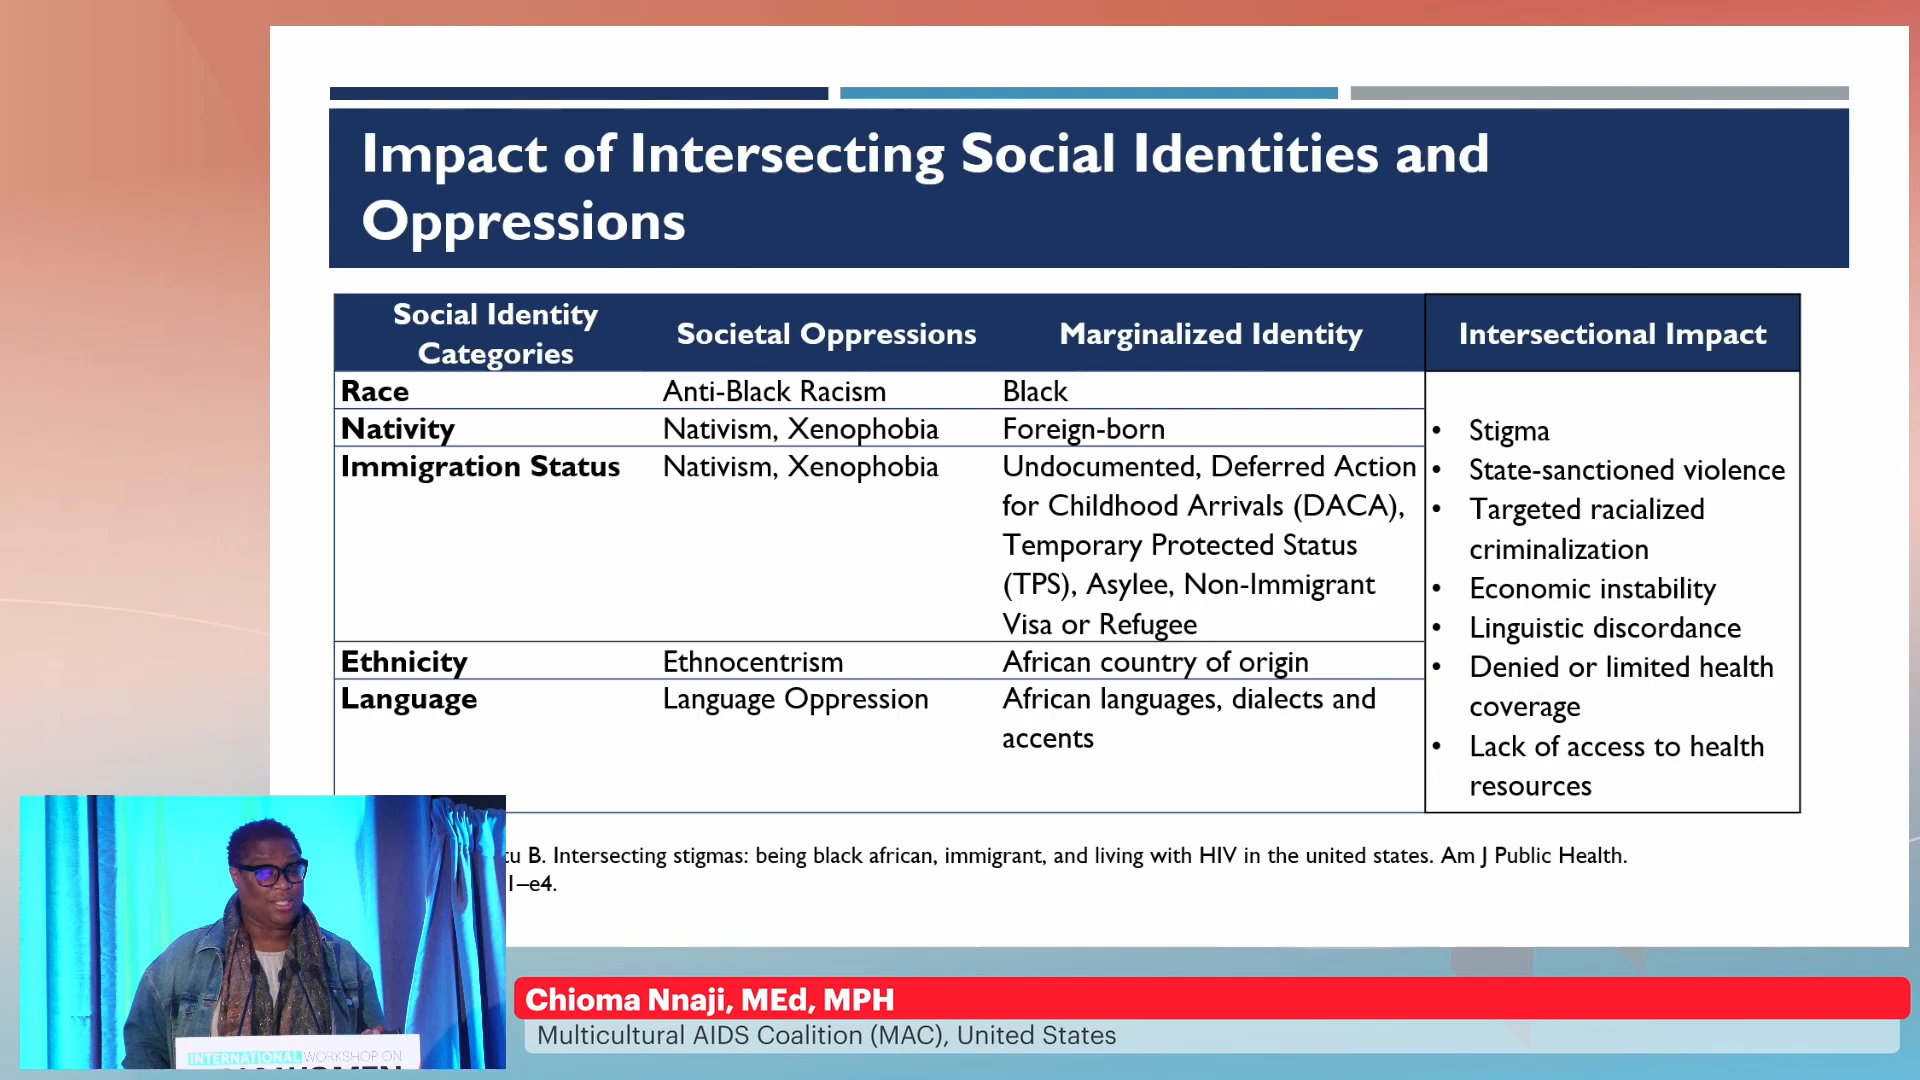 Impact of Intersecting Social Identities and
Oppressions
Social Identity
Categories
Societal Oppressions
Marginalized Identity
Intersectional Impact
Race
Anti-Black Racism
Black
Nativity
Nativism, Xenophobia
Foreign-born
Immigration Status
Nativism, Xenophobia
Undocumented, Deferred Action
for Childhood Arrivals (DACA),
Temporary Protected Status
(TPS), Asylee, Non-Immigrant
Visa or Refugee
Ethnicity
Ethnocentrism
African country of origin
Language
Language Oppression
African languages, dialects and
accents
• Stigma
• State-sanctioned violence
• Targeted racialized
criminalization
• Economic instability
• Linguistic discordance
• Denied or limited health
coverage
• Lack of access to health
resources
B. Intersecting stigmas: being black african, immigrant, and living with HIV in the united states. Am J Public Health.
–e4.
INTERNATIONAL WORKSHOP ON
Chioma Nnaji, MEd, MPH
Multicultural AIDS Coalition (MAC), United States